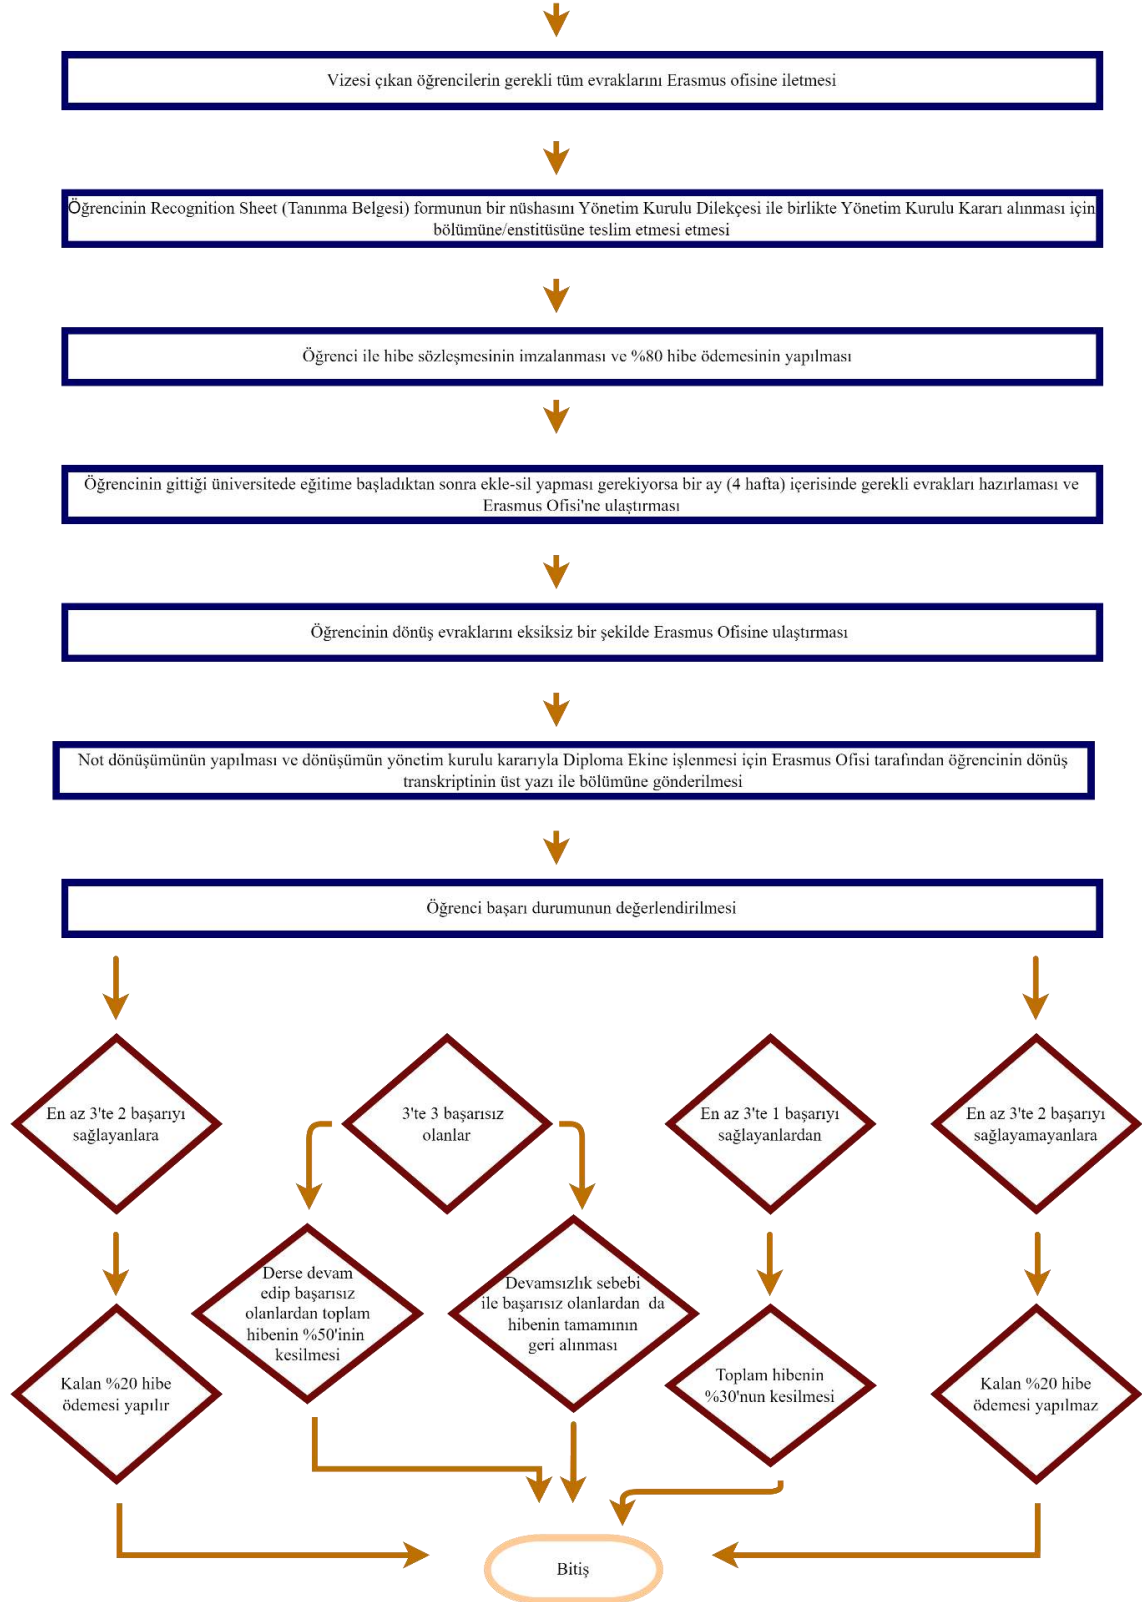 Vizesi çıkan öğrencilerin gerekli tüm evraklarını Erasmus ofisine iletmesi
Öğrencinin Recognition Sheet (Tanınma Belgesi) formunun bir nüshasını Yönetim Kurulu Dilekçesi ile birlikte Yönetim Kurulu Kararı alınması için
bölümüne/enstitüsüne teslim etmesi etmesi
Öğrenci ile hibe sözleşmesinin imzalanması ve %80 hibe ödemesinin yapılması
Öğrencinin gittiği üniversitede eğitime başladıktan sonra ekle-sil yapması gerekiyorsa bir ay (4 hafta) içerisinde gerekli evrakları hazırlaması ve
Erasmus Ofisi'ne ulaştırması
Öğrencinin dönüş evraklarını eksiksiz bir şekilde Erasmus Ofisine ulaştırması
Not dönüşümünün yapılması ve dönüşümün yönetim kurulu kararıyla Diploma Ekine işlenmesi için Erasmus Ofisi tarafından öğrencinin dönüş
transkriptinin üst yazı ile bölümüne gönderilmesi
Öğrenci başarı durumunun değerlendirilmesi
En az 3'te 2 başarıyı
sağlayanlara
3'te 3 başarısız
olanlar
En az 3'te 1 başarıyı
sağlayanlardan
En az 3'te 2 başarıyı
sağlayamayanlara
Derse devam
edip başarısız
olanlardan toplam
hibenin %50'inin
kesilmesi
Devamsızlık sebebi
ile başarısız olanlardan  da
hibenin tamamının
geri alınması
Kalan %20 hibe
ödemesi yapılır
Toplam hibenin
%30'nun kesilmesi
Kalan %20 hibe
ödemesi yapılmaz
Bitiş